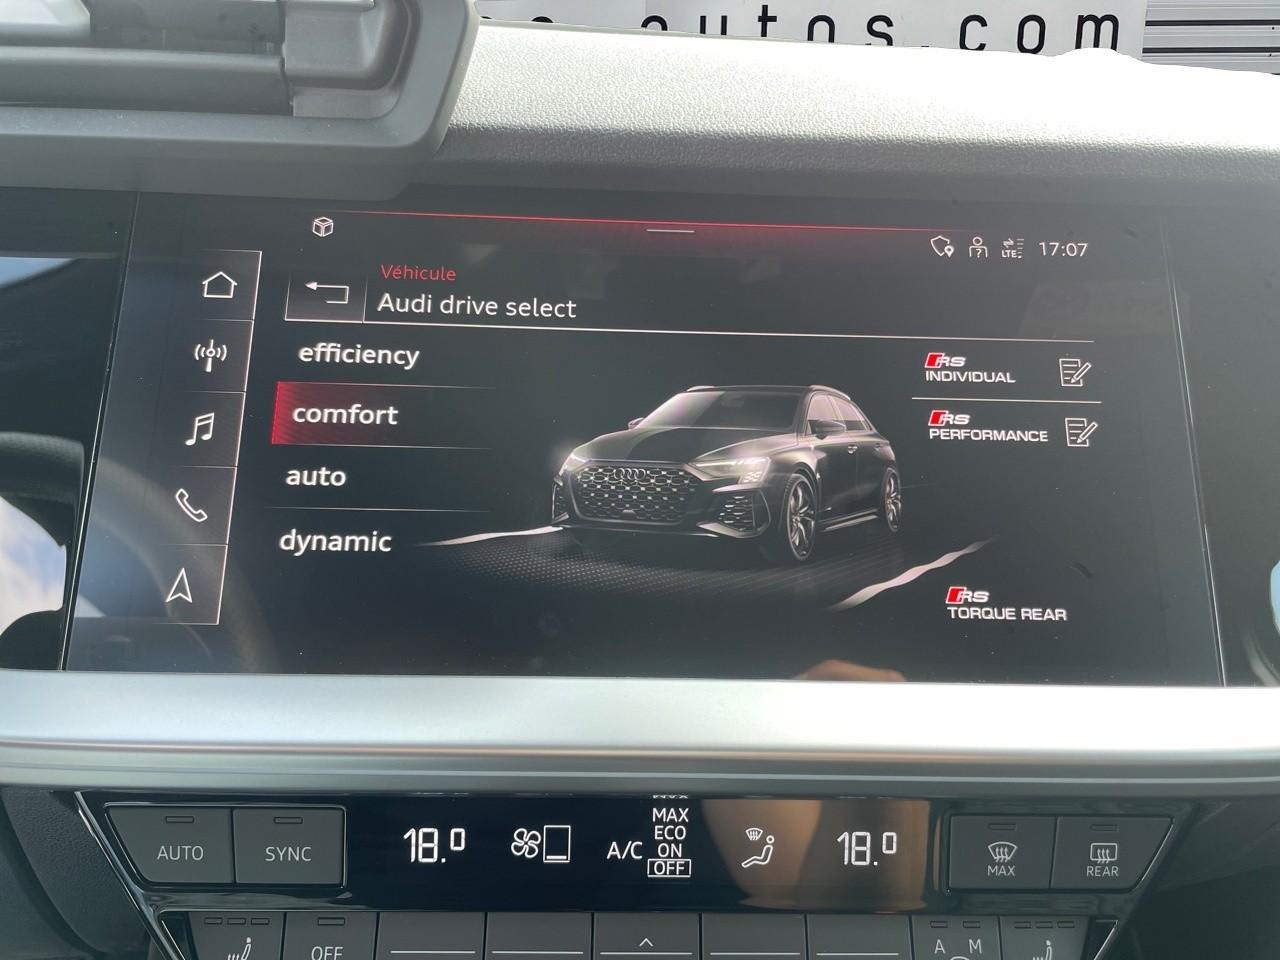 autos.com
LTE 17:07
Véhicule
Audi drive select
efficiency
comfort
auto
dynamic
RS
INDIVIDUAL
RS
PERFORMANCE
RS
TORQUE REAR
AUTO
SYNC
18.0
A/C
MAX
ECO
ON
OFF
18.0
MAX
REAR
OFF
A M